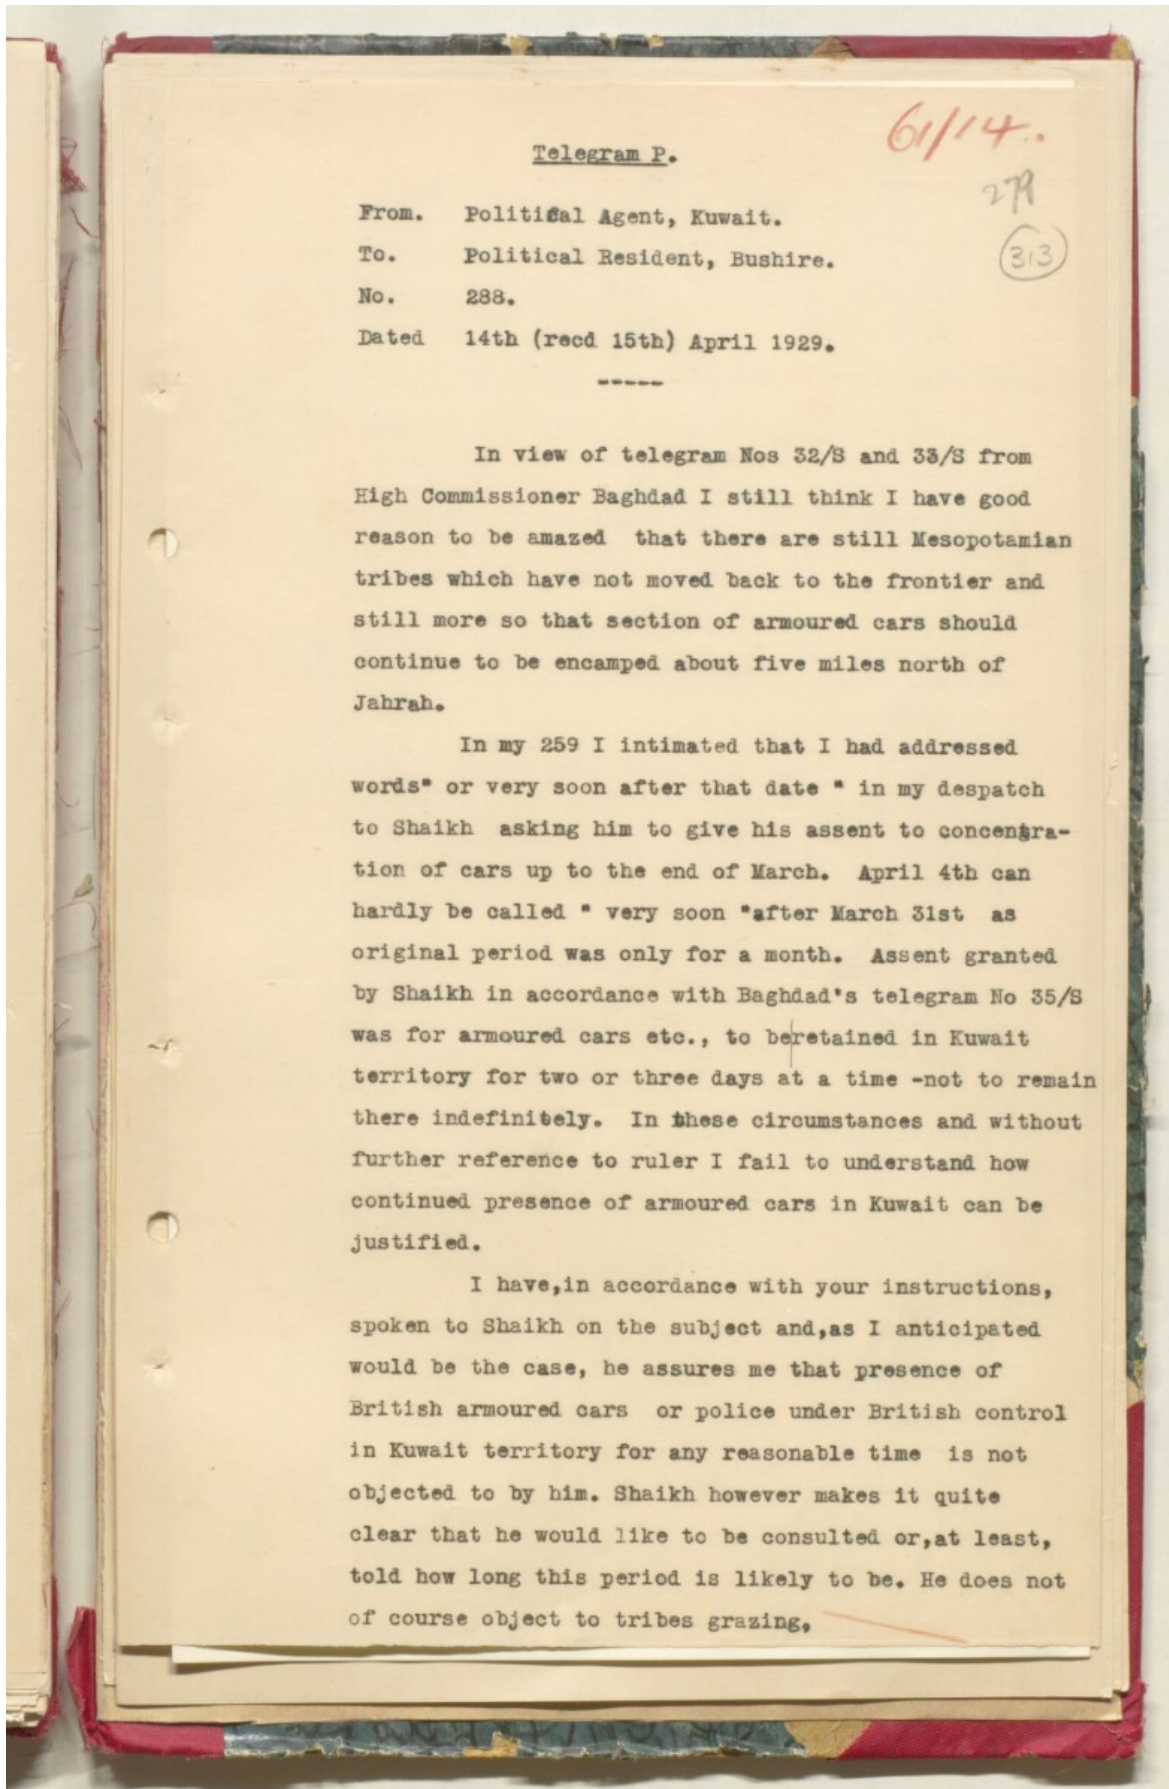 61/14.
Telegram P.
279
From. Political Agent, Kuwait.
313
To. Political Resident, Bushire.
No. 288.
Dated 14th (recd 15th) April 1929.
-----
In view of telegram Nos 32/S and 33/S from
High Commissioner Baghdad I still think I have good
reason to be amazed that there are still Mesopotamian
tribes which have not moved back to the frontier and
still more so that section of armoured cars should
continue to be encamped about five miles north of
Jahrah.
In my 259 I intimated that I had addressed
words" or very soon after that date " in my despatch
to Shaikh asking him to give his assent to concentra-
tion of cars up to the end of March. April 4th can
hardly be called " very soon "after March 31st as
original period was only for a month. Assent granted
by Shaikh in accordance with Baghdad's telegram No 35/S
was for armoured cars etc., to be|retained in Kuwait
territory for two or three days at a time -not to remain
there indefinitely. In these circumstances and without
further reference to ruler I fail to understand how
continued presence of armoured cars in Kuwait can be
justified.
I have,in accordance with your instructions,
spoken to Shaikh on the subject and,as I anticipated
would be the case, he assures me that presence of
British armoured cars or police under British control
in Kuwait territory for any reasonable time is not
objected to by him. Shaikh however makes it quite
clear that he would like to be consulted or,at least,
told how long this period is likely to be. He does not
of course object to tribes grazing.